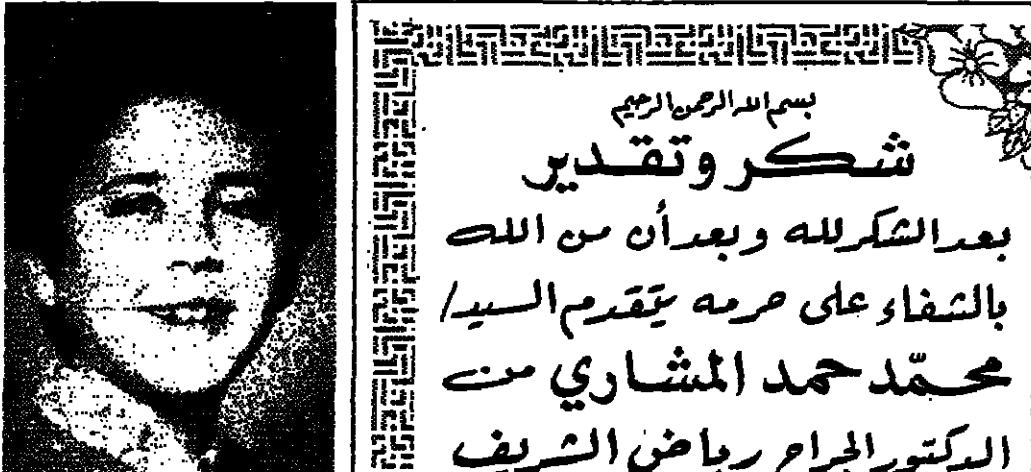 بسم الله الرحمن الرحيم
شكر وتقدير
بعد الشكر لله وبعد أن من الله
بالشفاء على حرمه يتقدم السيد/
محمّد حمد المشاري من
الدكتور الجراح رياض الشريف